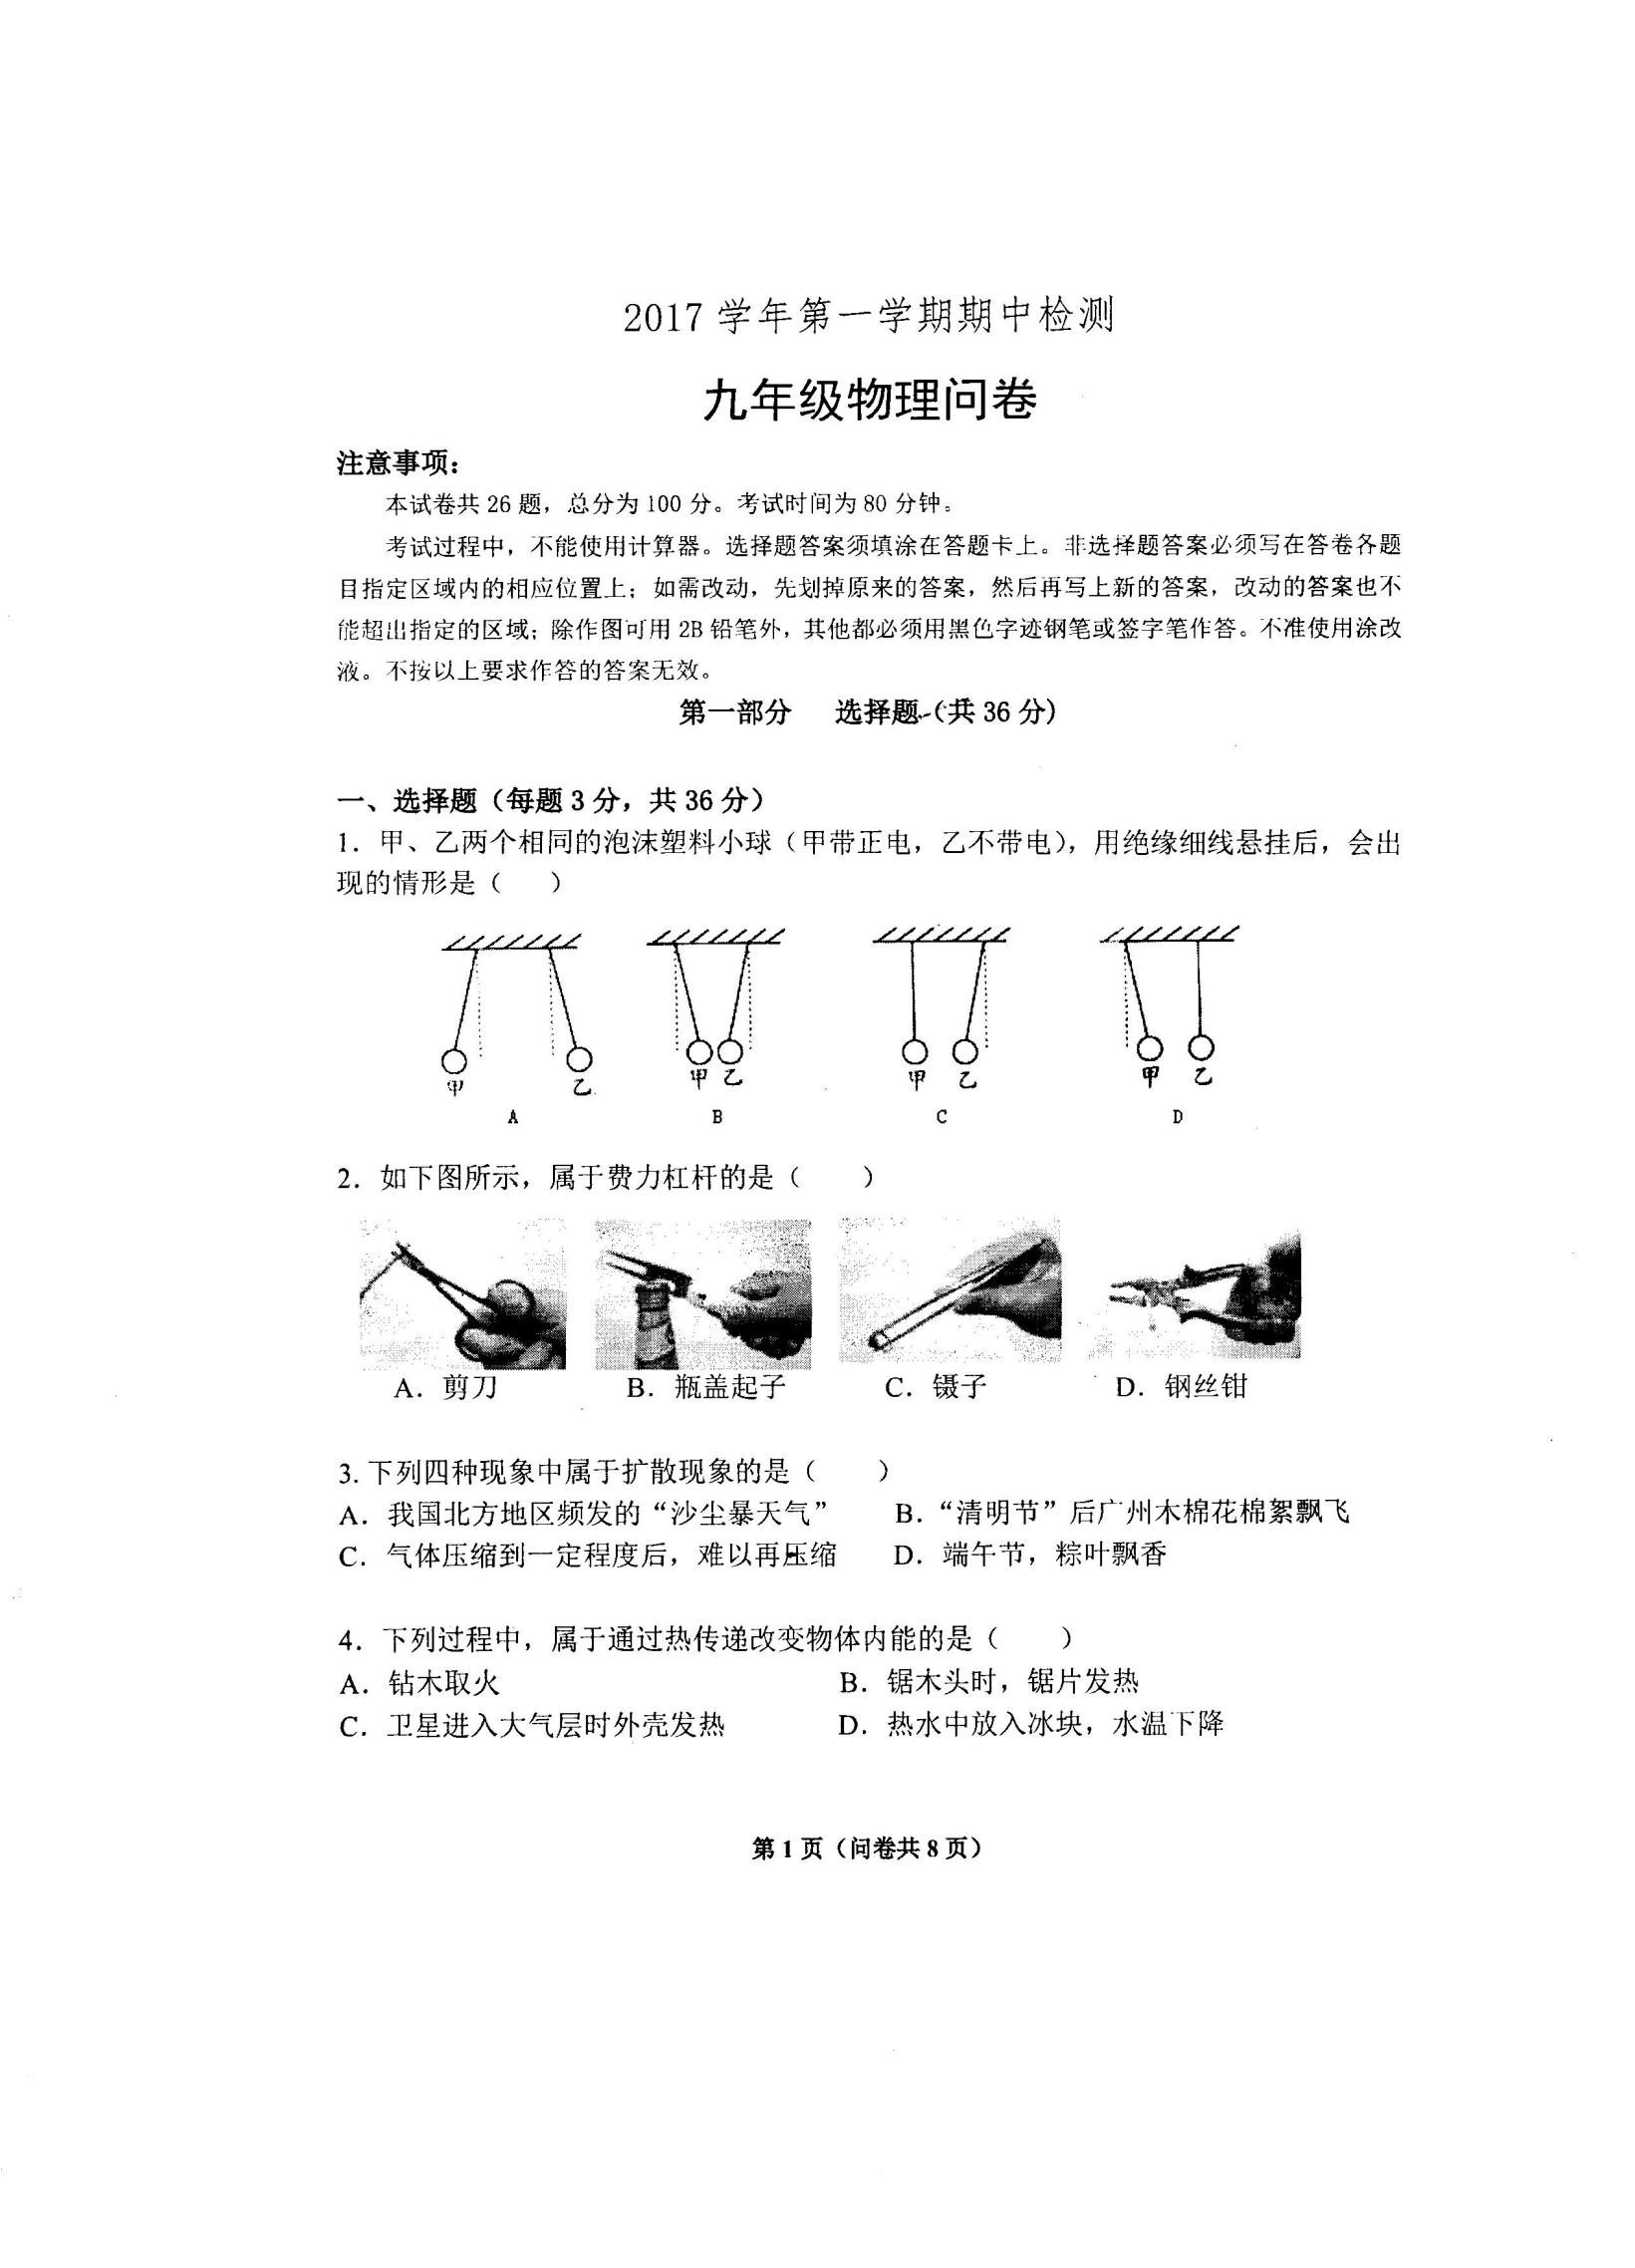 2017 学年第一学期期中检测
九年级物理问卷
注意事项：
本试卷共 26 题，总分为 100 分。考试时间为 80 分钟。
考试过程中，不能使用计算器。选择题答案须填涂在答题卡上。非选择题答案必须写在答卷各题
目指定区域内的相应位置上；如需改动，先划掉原来的答案，然后再写上新的答案，改动的答案也不
能超出指定的区域；除作图可用 2B 铅笔外，其他都必须用黑色字迹钢笔或签字笔作答。不准使用涂改
液。不按以上要求作答的答案无效。
第一部分 选择题（共 36 分）
一、选择题（每题 3 分，共 36 分）
1．甲、乙两个相同的泡沫塑料小球（甲带正电，乙不带电），用绝缘细线悬挂后，会出
现的情形是（ ）
甲 乙 甲 乙 甲 乙 甲 乙
A B C D
2．如下图所示，属于费力杠杆的是（ ）
A．剪刀 B．瓶盖起子 C．镊子 D．钢丝钳
3. 下列四种现象中属于扩散现象的是（ ）
A．我国北方地区频发的“沙尘暴天气” B．“清明节”后广州木棉花棉絮飘飞
C．气体压缩到一定程度后，难以再压缩 D．端午节，粽叶飘香
4．下列过程中，属于通过热传递改变物体内能的是（ ）
A．钻木取火 B．锯木头时，锯片发热
C．卫星进入大气层时外壳发热 D．热水中放入冰块，水温下降
第 1 页（问卷共 8 页）